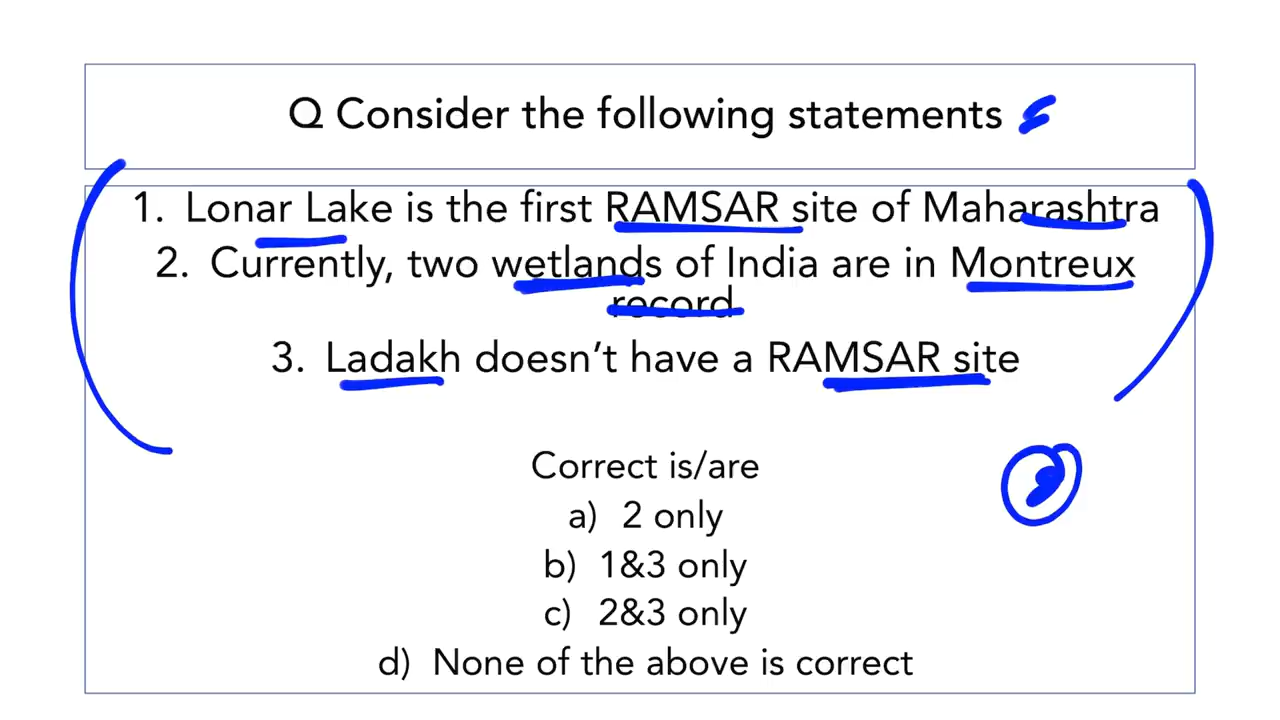 Q Consider the following statements
1. Lonar Lake is the first RAMSAR site of Maharashtra
2. Currently, two wetlands of India are in Montreux
record
3. Ladakh doesn’t have a RAMSAR site
Correct is/are
a) 2 only
b) 1&3 only
c) 2&3 only
d) None of the above is correct